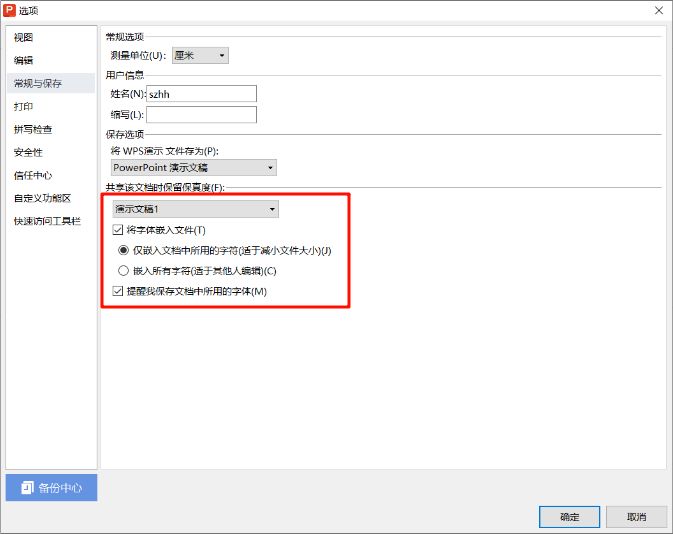 选项
视图
编辑
常规与保存
打印
拼写检查
安全性
信任中心
自定义功能区
快速访问工具栏
备份中心
常规选项
测量单位(U): 厘米
用户信息
姓名(N): szhh
缩写(L):
保存选项
将 WPS演示 文件存为(P):
PowerPoint 演示文稿
共享该文档时保留保真度(F):
演示文稿1
将字体嵌入文件(T)
仅嵌入文档中所用的字符(适于减小文件大小)(J)
嵌入所有字符(适于其他人编辑)(C)
提醒我保存文档中所用的字体(M)
确定 取消